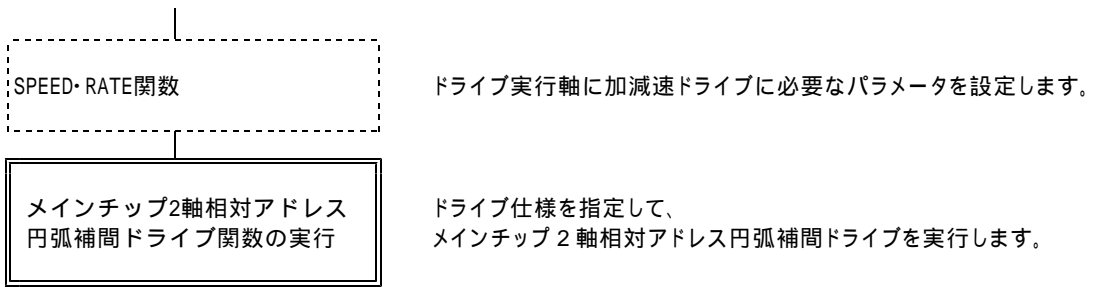 SPEED・RATE関数
ドライブ実行軸に加減速ドライブに必要なパラメータを設定します。
メインチップ2軸相対アドレス
円弧補間ドライブ関数の実行
ドライブ仕様を指定して、
メインチップ２軸相対アドレス円弧補間ドライブを実行します。